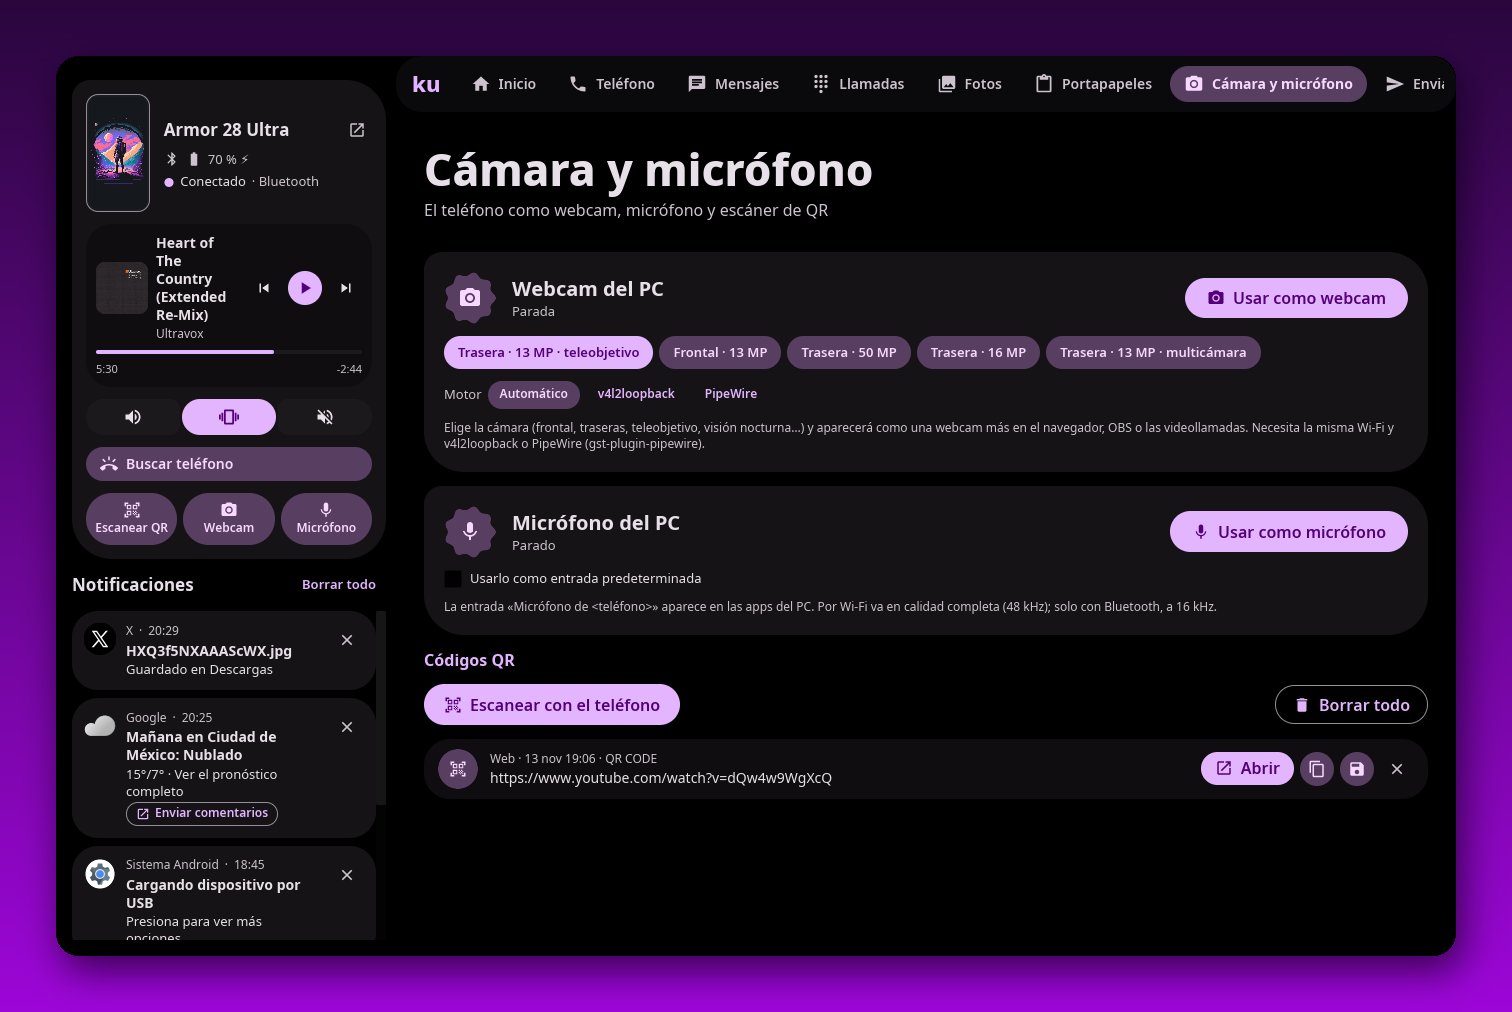 Armor 28 Ultra
70 % ⚡
Conectado · Bluetooth
Heart of
The
Country
(Extended
Re-Mix)
Ultravox
5:30
-2:44
Buscar teléfono
Escanear QR
Webcam
Micrófono
Notificaciones
Borrar todo
X · 20:29
HXQ3f5NXAAAScWX.jpg
Guardado en Descargas
Google · 20:25
Mañana en Ciudad de
México: Nublado
15°/7° · Ver el pronóstico
completo
Enviar comentarios
Sistema Android · 18:45
Cargando dispositivo por
USB
Presiona para ver más
opciones
ku
Inicio
Teléfono
Mensajes
Llamadas
Fotos
Portapapeles
Cámara y micrófono
Envia
Cámara y micrófono
El teléfono como webcam, micrófono y escáner de QR
Webcam del PC
Parada
Usar como webcam
Trasera · 13 MP · teleobjetivo
Frontal · 13 MP
Trasera · 50 MP
Trasera · 16 MP
Trasera · 13 MP · multicámara
Motor
Automático
v4l2loopback
PipeWire
Elige la cámara (frontal, traseras, teleobjetivo, visión nocturna…) y aparecerá como una webcam más en el navegador, OBS o las videollamadas. Necesita la misma Wi-Fi y
v4l2loopback o PipeWire (gst-plugin-pipewire).
Micrófono del PC
Parado
Usar como micrófono
Usarlo como entrada predeterminada
La entrada «Micrófono de <teléfono>» aparece en las apps del PC. Por Wi-Fi va en calidad completa (48 kHz); solo con Bluetooth, a 16 kHz.
Códigos QR
Escanear con el teléfono
Borrar todo
Web · 13 nov 19:06 · QR CODE
https://www.youtube.com/watch?v=dQw4w9WgXcQ
Abrir